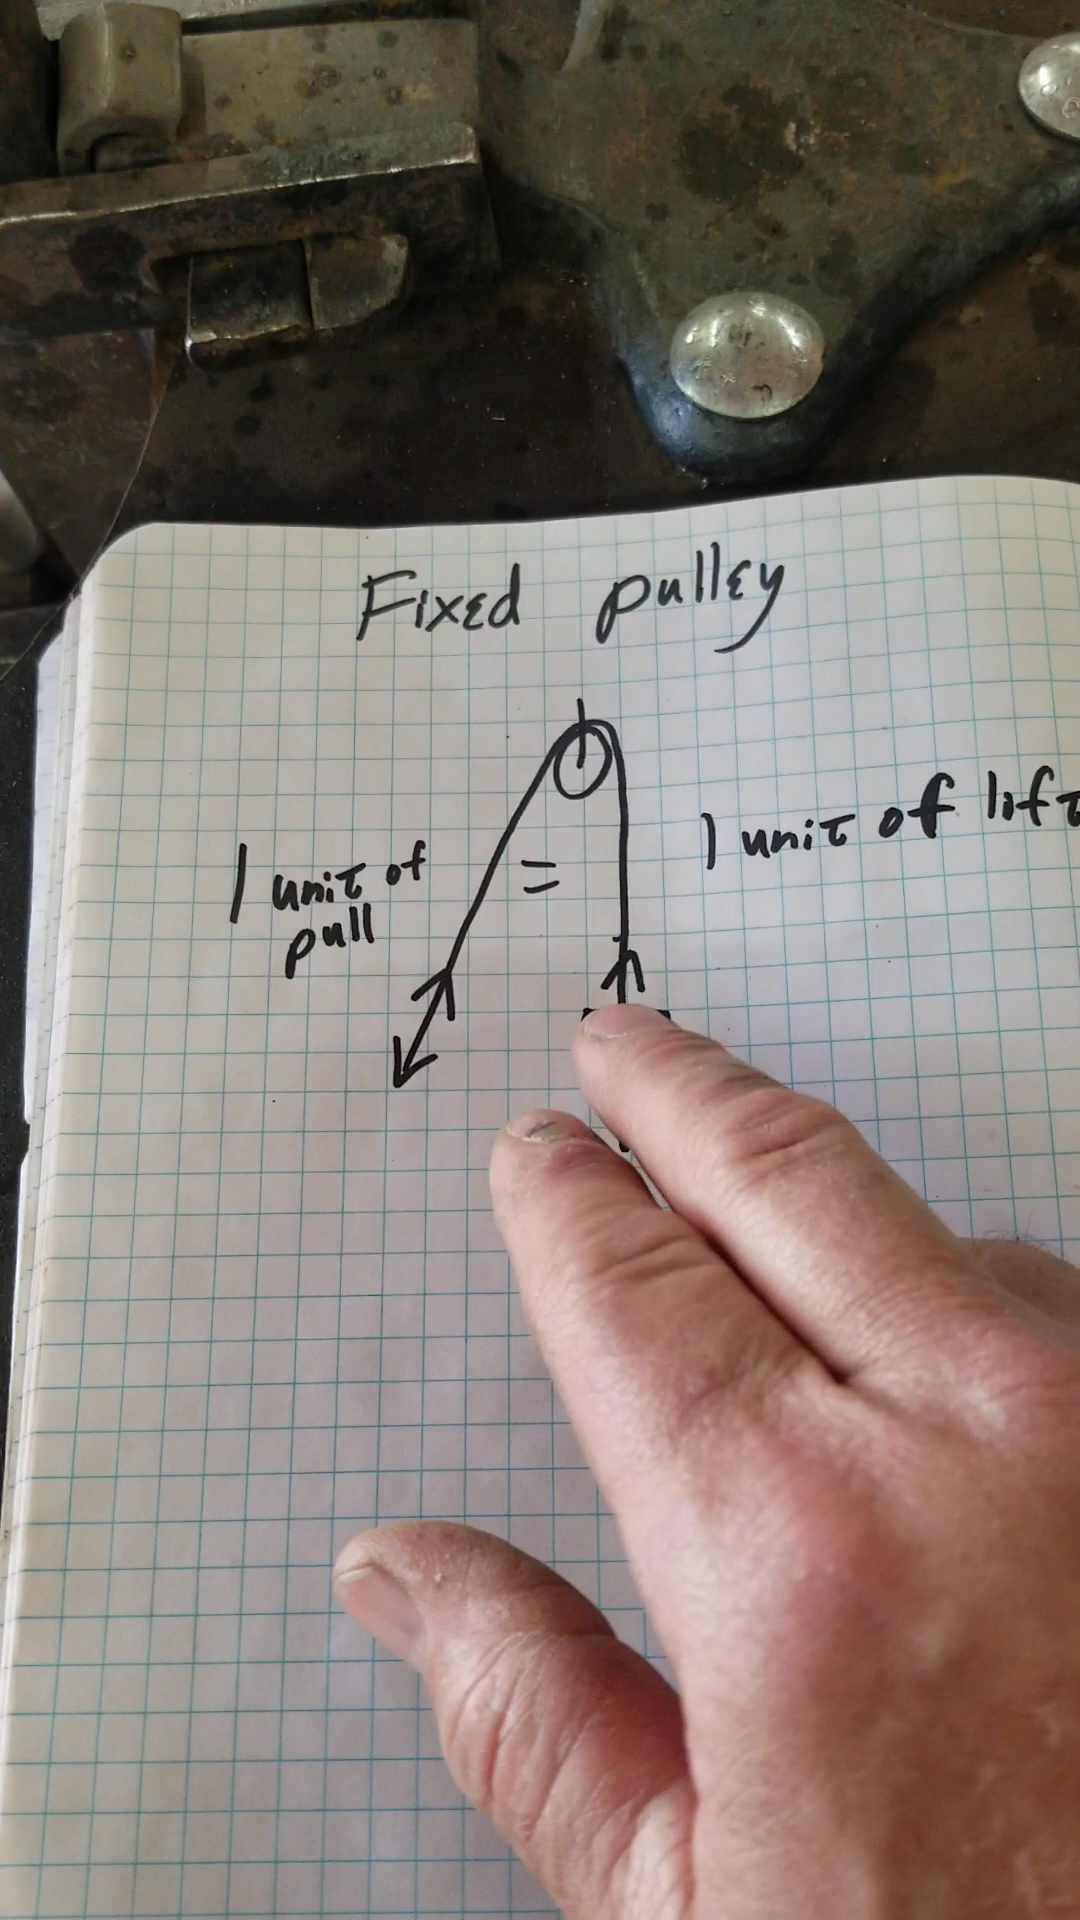 Fixed pulley
1 unit of lift
1 unit of
pull
=